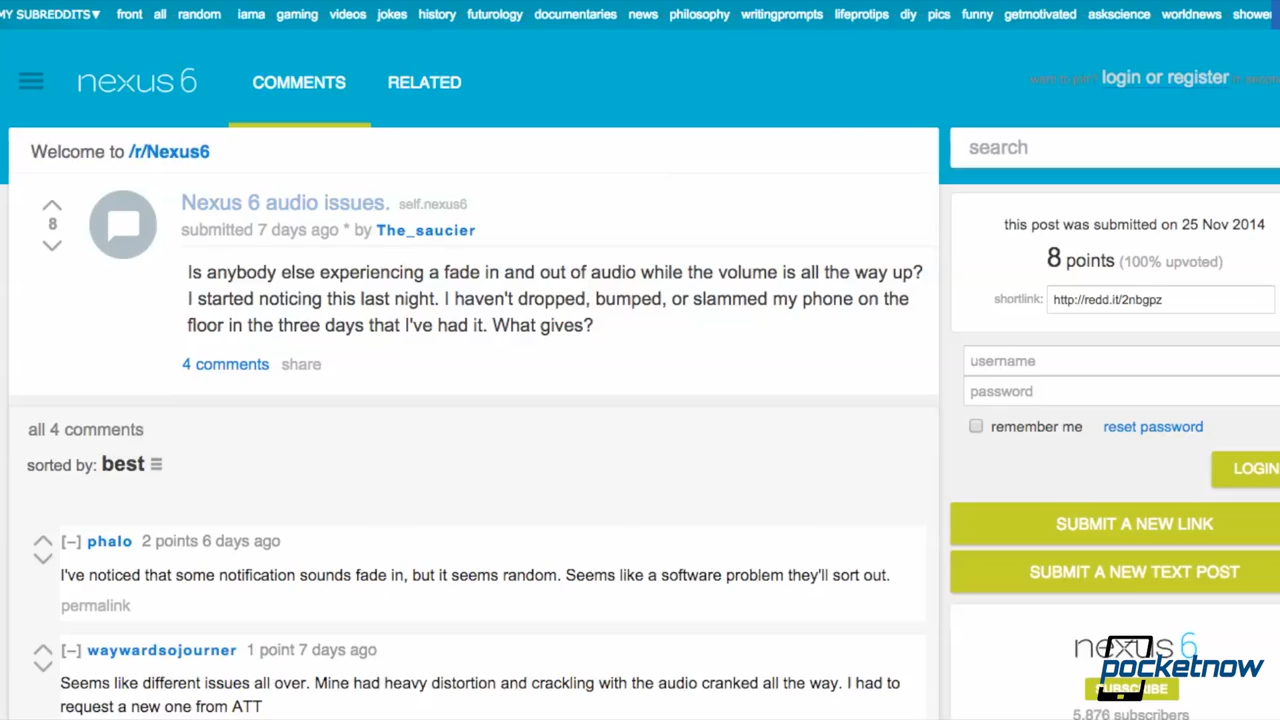 MY SUBREDDITS▼ front all random iama gaming videos jokes history futurology documentaries news philosophy writingprompts lifeprotips diy pics funny getmotivated askscience worldnews
nexus 6 COMMENTS RELATED login or register
Welcome to /r/Nexus6
search
Nexus 6 audio issues. self.nexus6
8
submitted 7 days ago * by The_saucier
Is anybody else experiencing a fade in and out of audio while the volume is all the way up?
I started noticing this last night. I haven't dropped, bumped, or slammed my phone on the
floor in the three days that I've had it. What gives?
4 comments share
this post was submitted on 25 Nov 2014
8 points (100% upvoted)
shortlink: http://redd.it/2nbgpz
username
password
remember me reset password
LOGIN
all 4 comments
sorted by: best
SUBMIT A NEW LINK
SUBMIT A NEW TEXT POST
[–] phalo 2 points 6 days ago
I've noticed that some notification sounds fade in, but it seems random. Seems like a software problem they'll sort out.
permalink
[–] waywardsojourner 1 point 7 days ago
Seems like different issues all over. Mine had heavy distortion and crackling with the audio cranked all the way. I had to
request a new one from ATT
nexus 6
pocketnow
SUBSCRIBE
5,876 subscribers